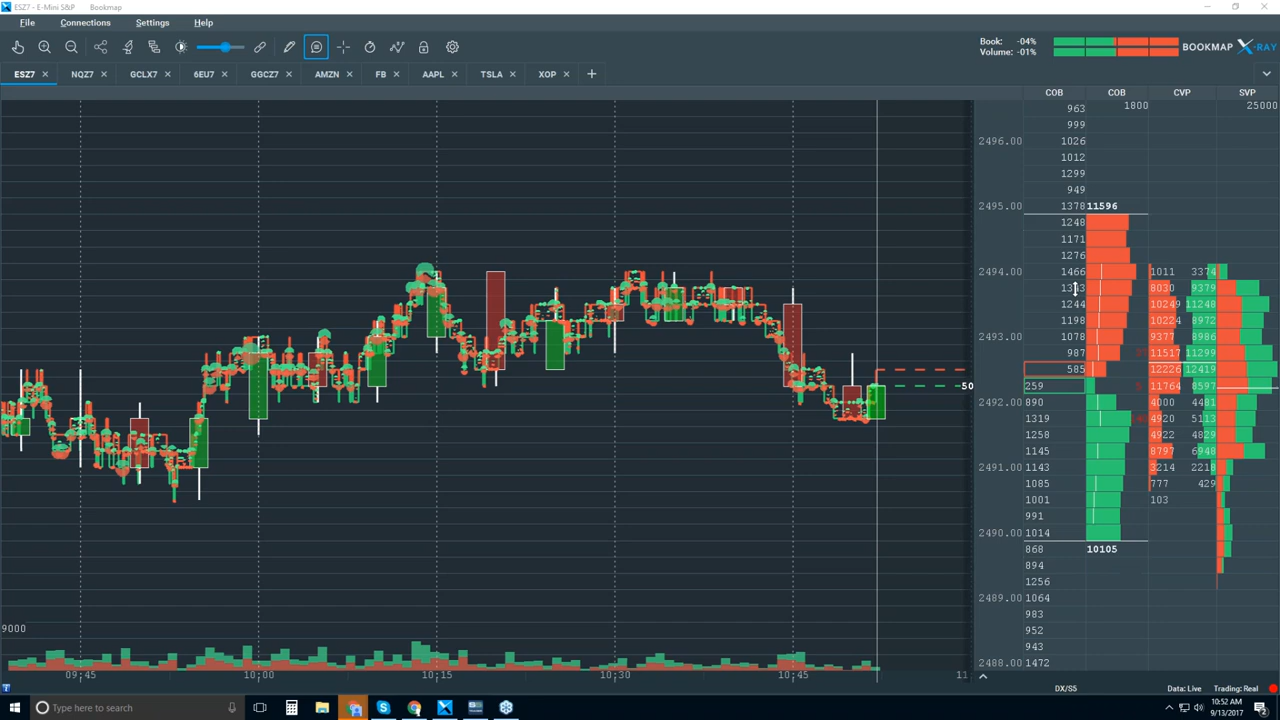 ESZ7 - E-Mini S&P    Bookmap
File Connections Settings Help
Book: -04%
Volume: -01%
BOOKMAP X-RAY
ESZ7 NQZ7 GCLX7 6EU7 GGCZ7 AMZN FB AAPL TSLA XOP
COB COB CVP SVP
963 1800 25000
999
2496.00 1026
1012
1299
949
2495.00 1378 11596
1248
1171
1276
2494.00 1466 1011 3374
8030 9379
1244 10249 11248
1198 10224 8972
2493.00 1078 9377 8986
987 11517 11299
585 12226 12419
50 259 11764 8597
2492.00 890 4000 4481
1319 4920 5113
1258 4922 4829
1145 8797 6948
2491.00 1143 3214 2218
1085 777 429
1001 103
991
2490.00 1014
868 10105
894
1256
2489.00 1064
983
9000 952
943
2488.00 1472
09:45 10:00 10:15 10:30 10:45 11
DX/S5 Data: Live Trading: Real
Type here to search
10:52 AM
9/13/2017
2